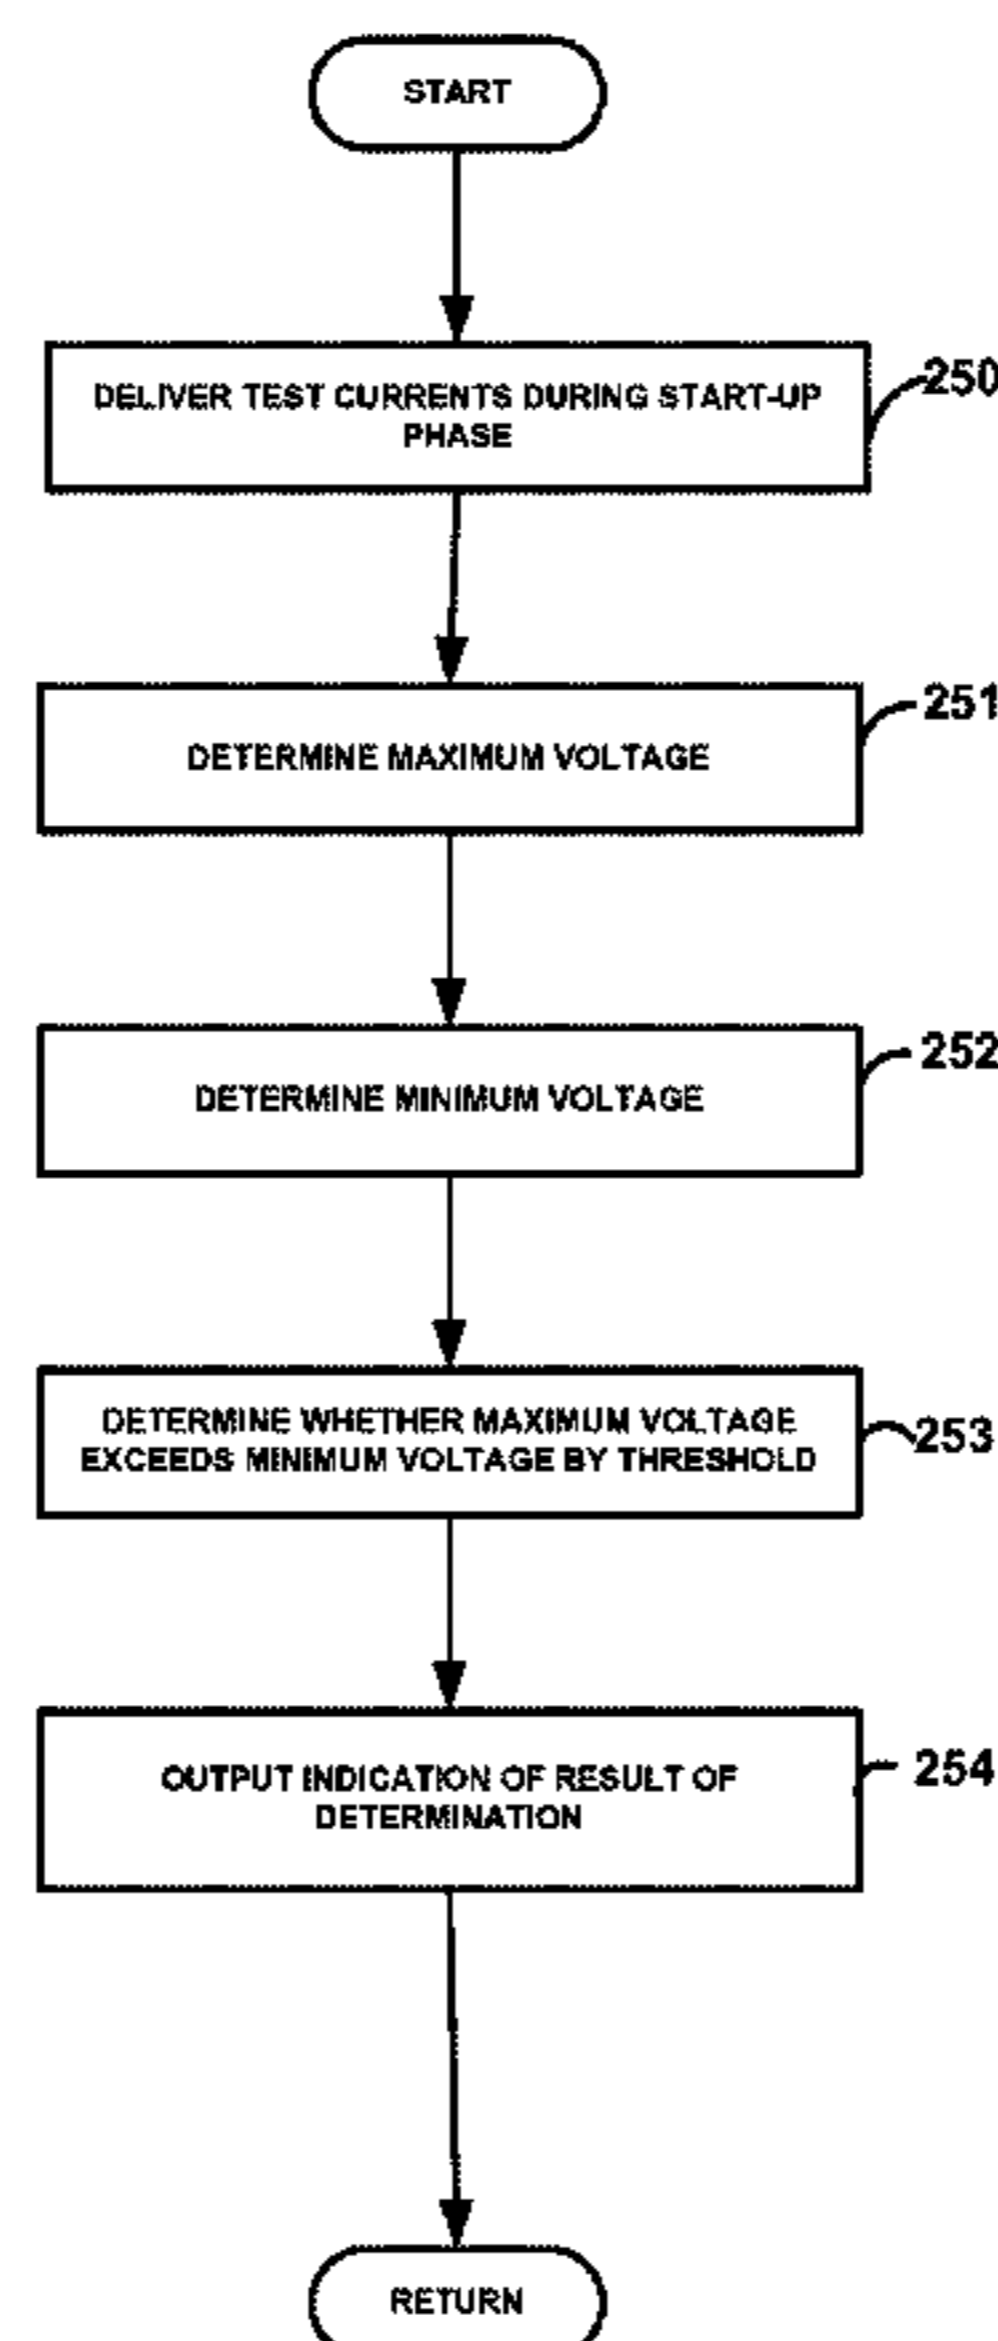 START
DELIVER TEST CURRENTS DURING START-UP
PHASE
250
DETERMINE MAXIMUM VOLTAGE
251
DETERMINE MINIMUM VOLTAGE
252
DETERMINE WHETHER MAXIMUM VOLTAGE
EXCEEDS MINIMUM VOLTAGE BY THRESHOLD
253
OUTPUT INDICATION OF RESULT OF
DETERMINATION
254
RETURN